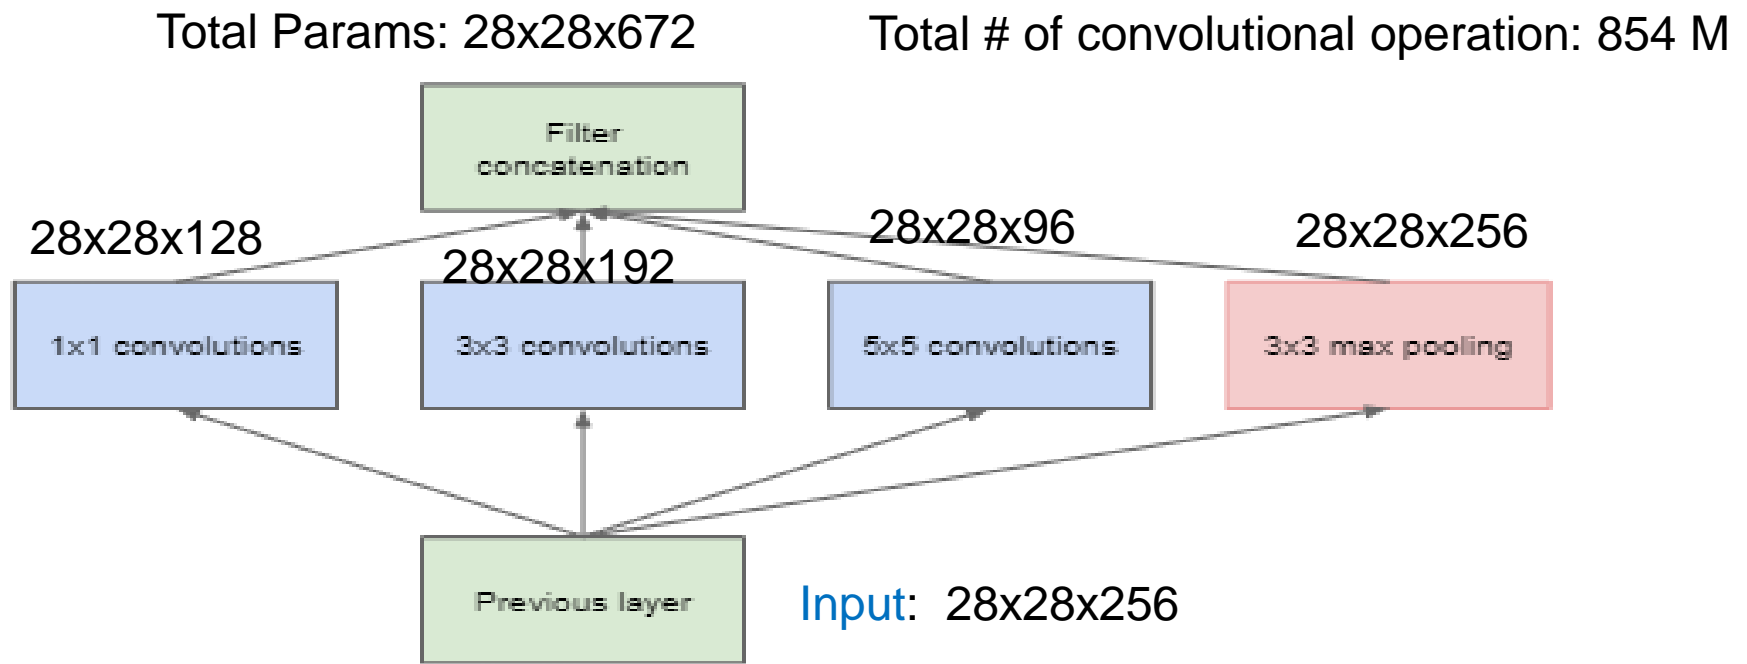 Total Params: 28x28x672
Total # of convolutional operation: 854 M
Filter
concatenation
28x28x128
28x28x192
28x28x96
28x28x256
1x1 convolutions
3x3 convolutions
5x5 convolutions
3x3 max pooling
Previous layer
Input: 28x28x256